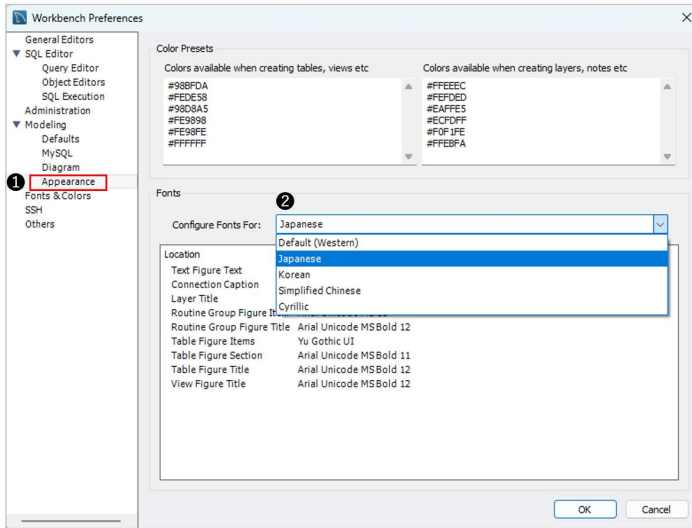 Workbench Preferences
General Editors
SQL Editor
Query Editor
Object Editors
SQL Execution
Administration
Modeling
Defaults
MySQL
Diagram
❶ Appearance
Fonts & Colors
SSH
Others
Color Presets
Colors available when creating tables, views etc
#98BFDA
#FEDE58
#98D8A5
#FE9898
#FE98FE
#FFFFFF
Colors available when creating layers, notes etc
#FFEEEC
#FEFDED
#EAFFE5
#ECFDFF
#F0F1FE
#FFEBFA
Fonts
❷
Configure Fonts For: Japanese
Default (Western)
Japanese
Korean
Simplified Chinese
Cyrillic
Location
Text Figure Text
Connection Caption
Layer Title
Routine Group Figure
Routine Group Figure Title Arial Unicode MS Bold 12
Table Figure Items Yu Gothic UI
Table Figure Section Arial Unicode MS Bold 11
Table Figure Title Arial Unicode MS Bold 12
View Figure Title Arial Unicode MS Bold 12
OK Cancel